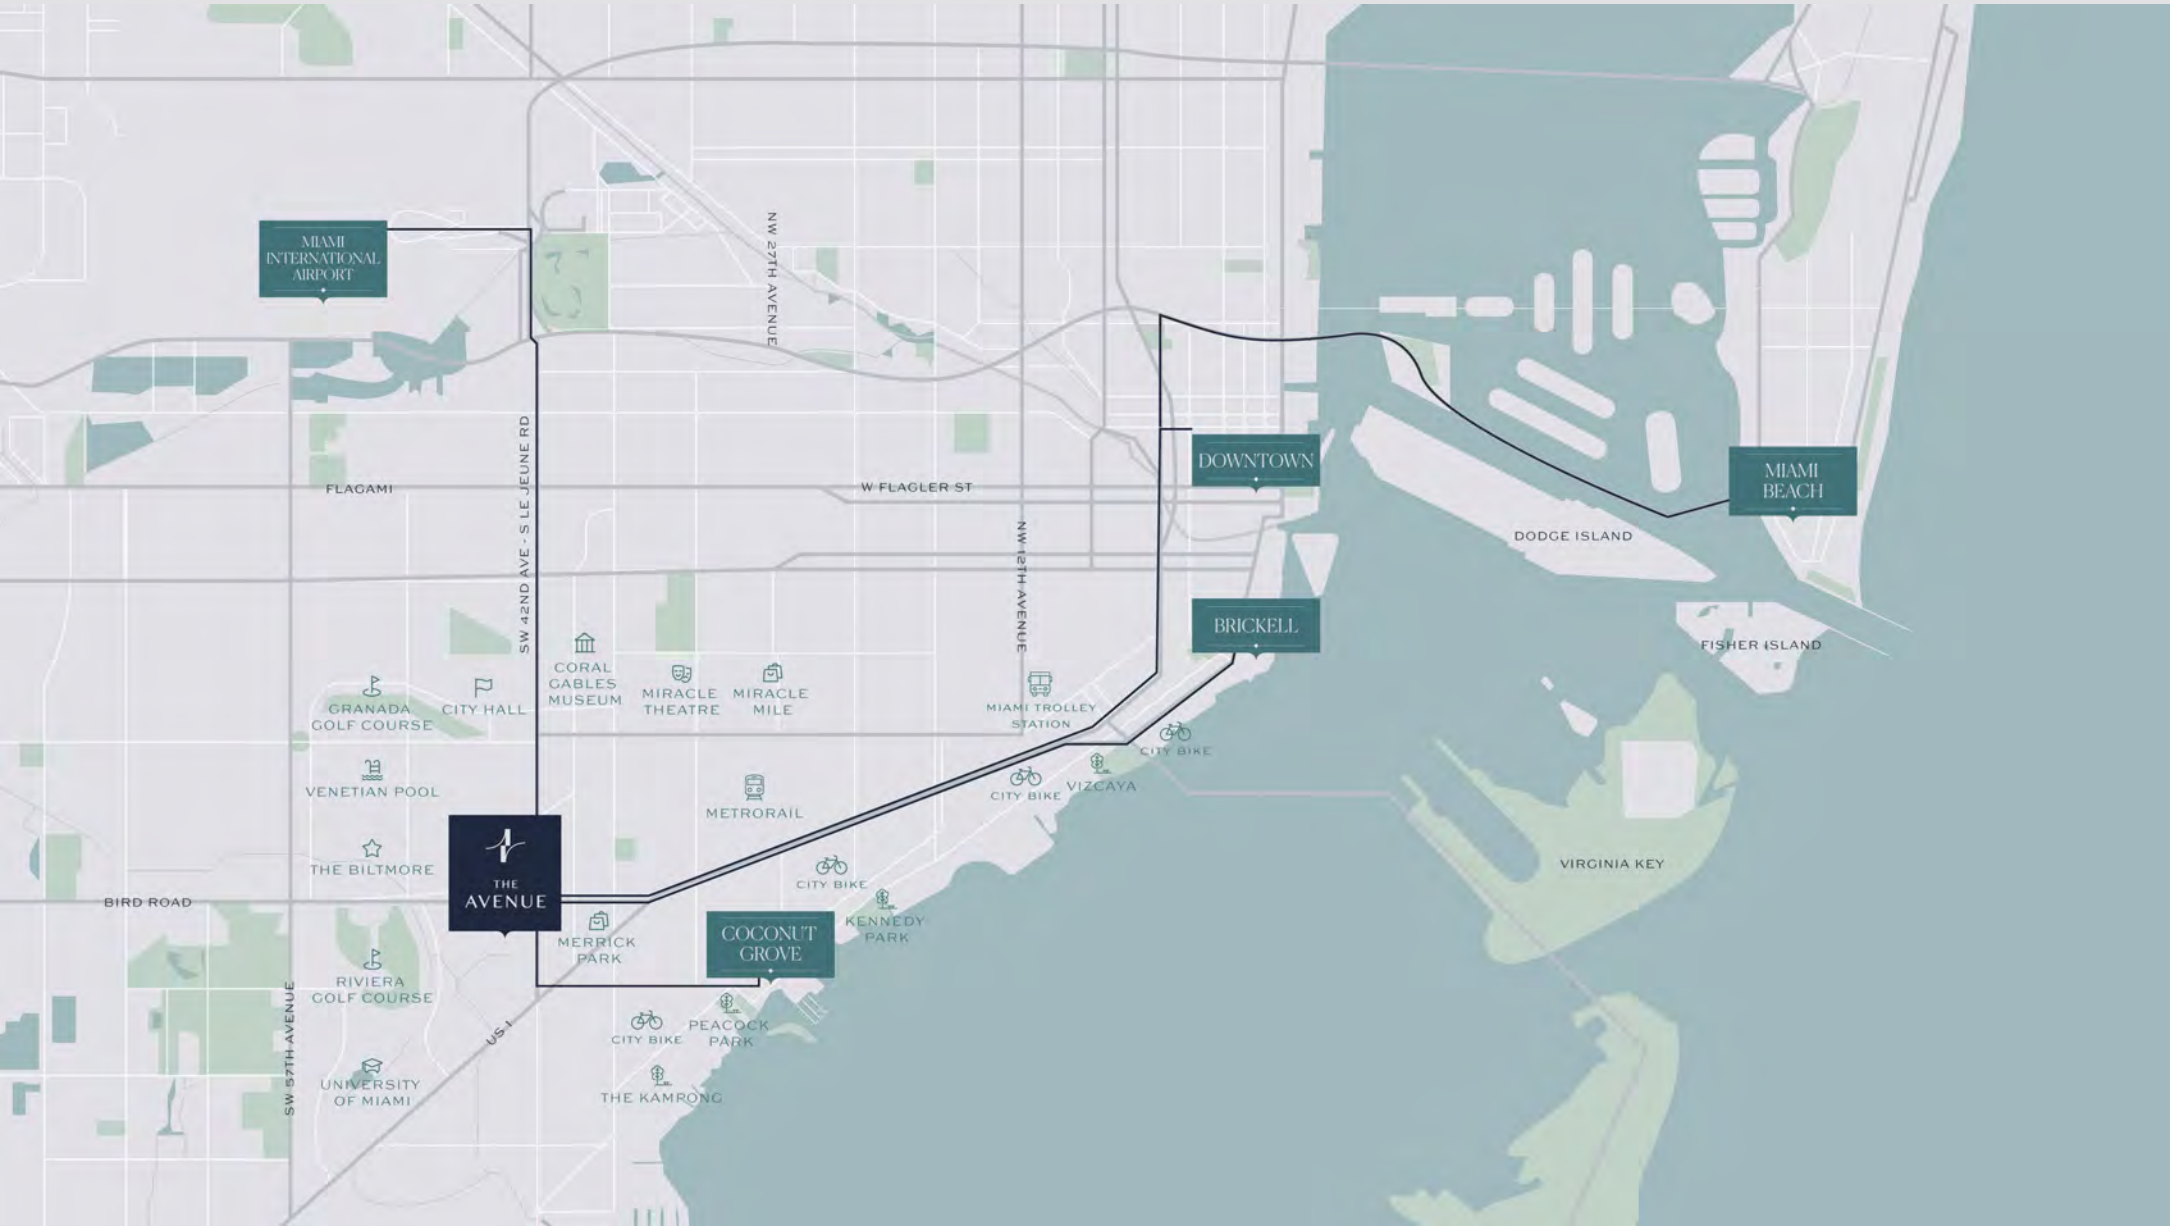 MIAMI
INTERNATIONAL
AIRPORT
NW 27TH AVENUE
SW 42ND AVE - S LE JEUNE RD
DOWNTOWN
MIAMI
BEACH
FLAGAMI
W FLAGLER ST
NW 12TH AVENUE
DODGE ISLAND
BRICKELL
FISHER ISLAND
CORAL
GABLES
MUSEUM
MIRACLE
THEATRE
MIRACLE
MILE
GRANADA
GOLF COURSE
CITY HALL
MIAMI TROLLEY
STATION
CITY BIKE
VENETIAN POOL
METRORAIL
CITY BIKE
VIZCAYA
THE BILTMORE
THE
AVENUE
CITY BIKE
VIRGINIA KEY
BIRD ROAD
MERRICK
PARK
COCONUT
GROVE
KENNEDY
PARK
RIVIERA
GOLF COURSE
SW 57TH AVENUE
US 1
CITY BIKE
PEACOCK
PARK
UNIVERSITY
OF MIAMI
THE KAMPONG